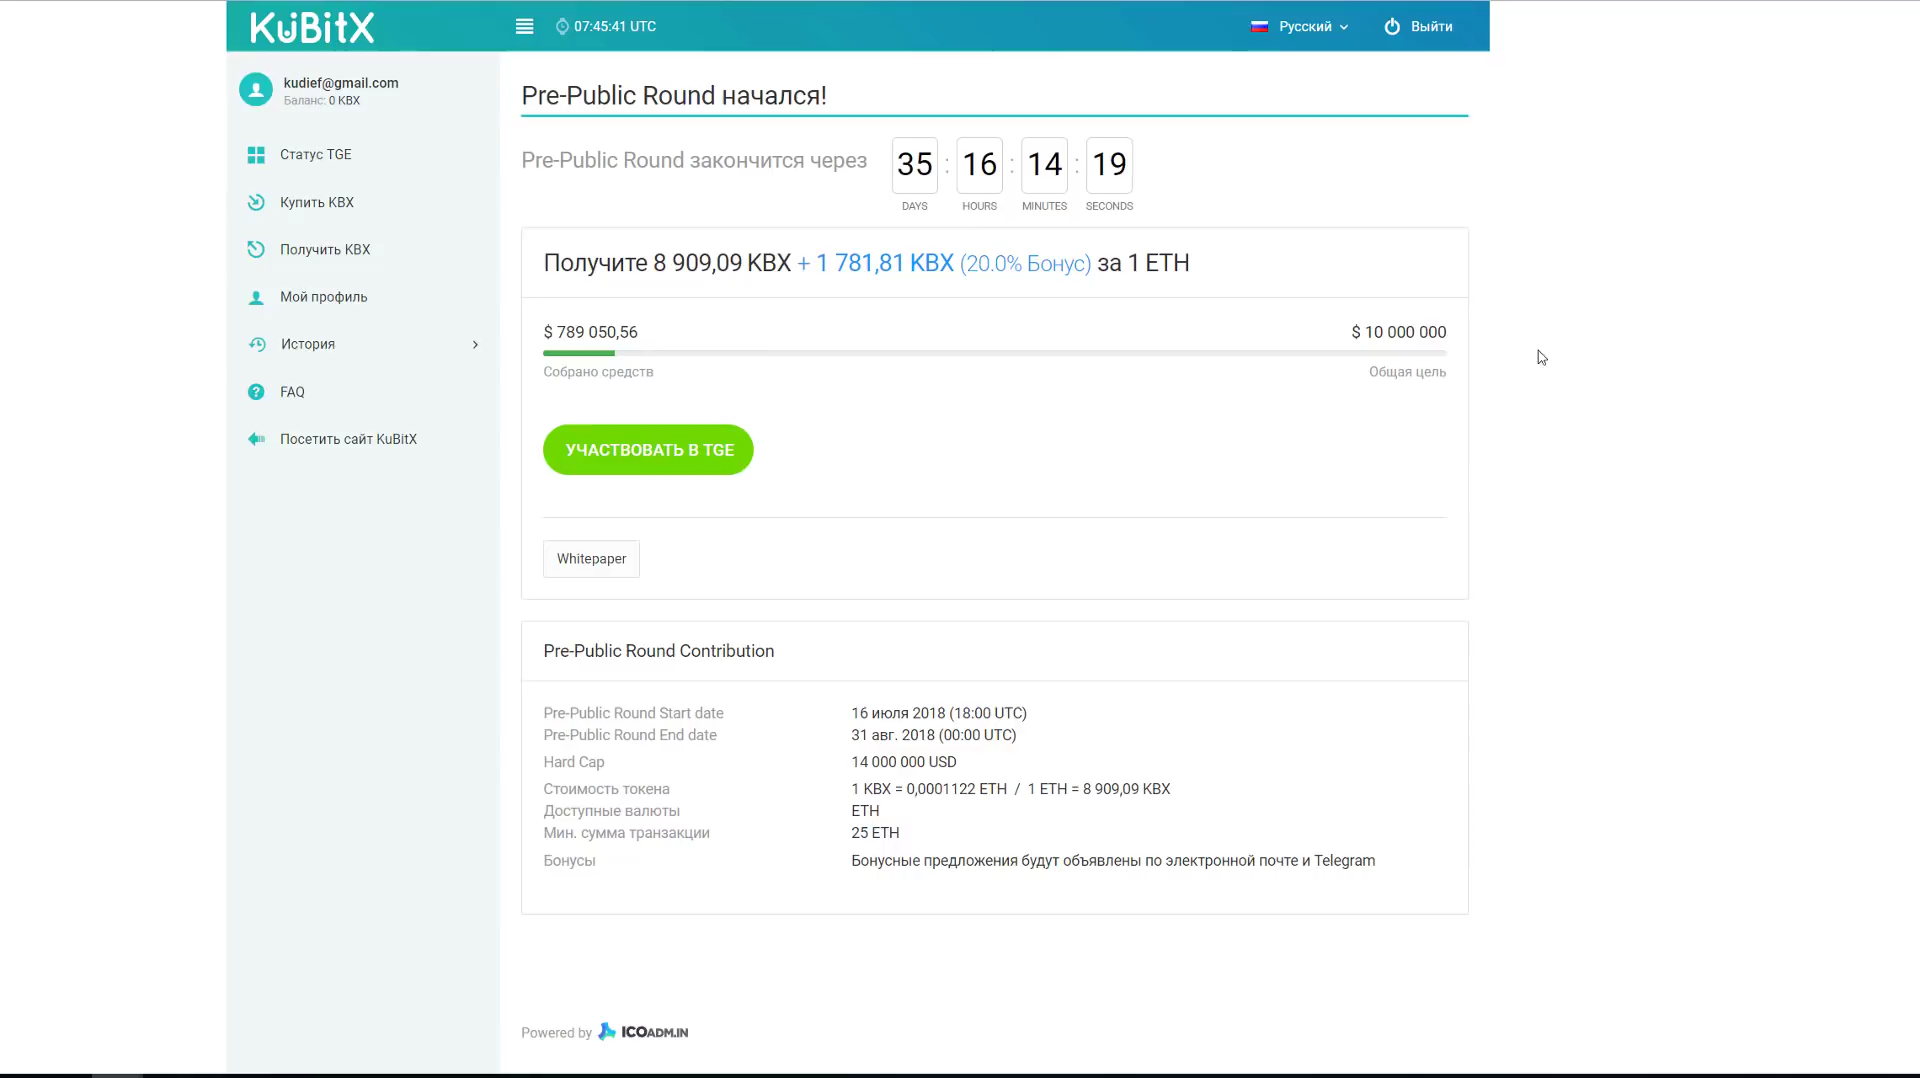 KuBitX
07:45:41 UTC
Русский
Выйти
kudief@gmail.com
Баланс: 0 KBX
Статус TGE
Купить KBX
Получить KBX
Мой профиль
История
FAQ
Посетить сайт KuBitX
Pre-Public Round начался!
Pre-Public Round закончится через
35 : 16 : 14 : 19
DAYS HOURS MINUTES SECONDS
Получите 8 909,09 KBX + 1 781,81 KBX (20.0% Бонус) за 1 ETH
$ 789 050,56 $ 10 000 000
Собрано средств Общая цель
УЧАСТВОВАТЬ В TGE
Whitepaper
Pre-Public Round Contribution
Pre-Public Round Start date 16 июля 2018 (18:00 UTC)
Pre-Public Round End date 31 авг. 2018 (00:00 UTC)
Hard Cap 14 000 000 USD
Стоимость токена 1 KBX = 0,0001122 ETH / 1 ETH = 8 909,09 KBX
Доступные валюты ETH
Мин. сумма транзакции 25 ETH
Бонусы Бонусные предложения будут объявлены по электронной почте и Telegram
Powered by ICOADM.IN